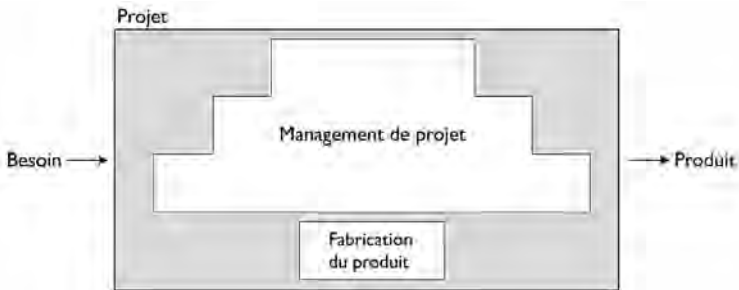 Projet
Management de projet
Besoin
Produit
Fabrication
du produit